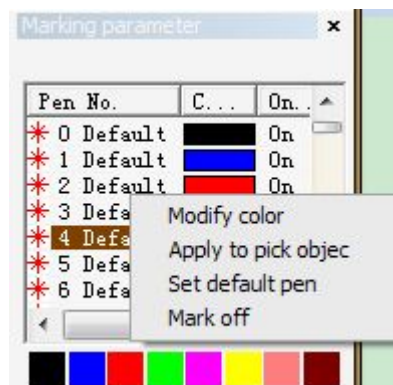 Marking parameter
Pen No. C... On..
0 Default On
1 Default On
2 Default On
3 Defa
4 Defa
5 Defa
6 Defa
Modify color
Apply to pick objec
Set default pen
Mark off